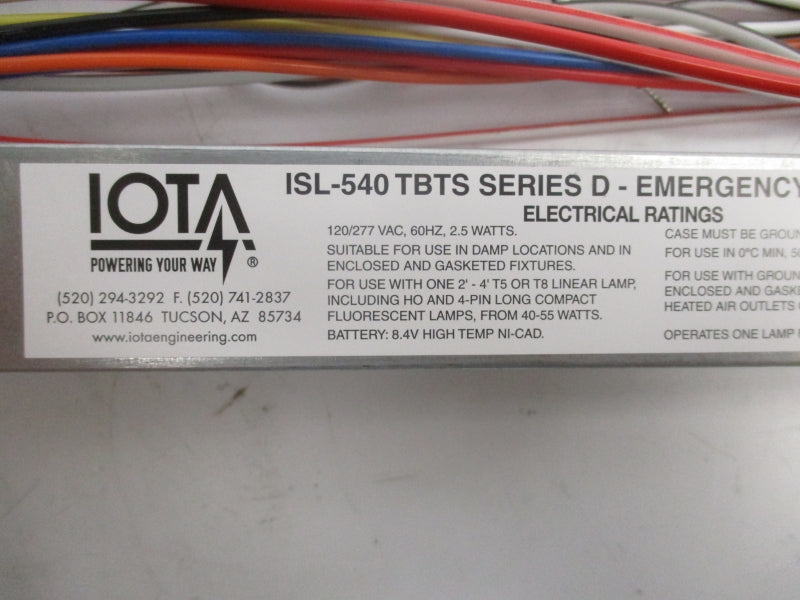 IOTA
POWERING YOUR WAY ®
(520) 294-3292 F. (520) 741-2837
P.O. BOX 11846 TUCSON, AZ 85734
www.iotaengineering.com
ISL-540 TBTS SERIES D - EMERGENCY
ELECTRICAL RATINGS
120/277 VAC, 60HZ, 2.5 WATTS.
SUITABLE FOR USE IN DAMP LOCATIONS AND IN
ENCLOSED AND GASKETED FIXTURES.
FOR USE WITH ONE 2' - 4' T5 OR T8 LINEAR LAMP,
INCLUDING HO AND 4-PIN LONG COMPACT
FLUORESCENT LAMPS, FROM 40-55 WATTS.
BATTERY: 8.4V HIGH TEMP NI-CAD.
CASE MUST BE
FOR USE IN 0°C MIN,
FOR USE WITH
ENCLOSED AND
HEATED AIR OUTLETS
OPERATES ONE LAMP